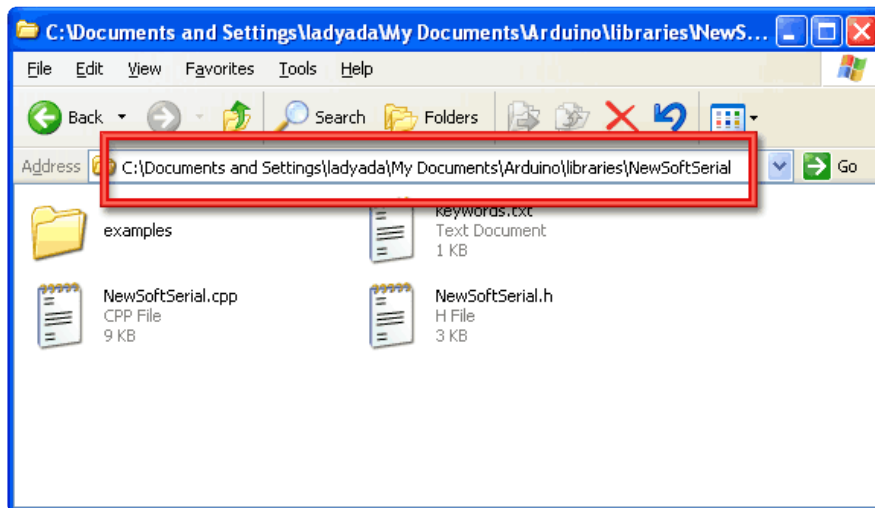 C:\Documents and Settings\ladyada\My Documents\Arduino\libraries\NewS...
File Edit View Favorites Tools Help
Back Search Folders
Address C:\Documents and Settings\ladyada\My Documents\Arduino\libraries\NewSoftSerial Go
examples
keywords.txt
Text Document
1 KB
NewSoftSerial.cpp
CPP File
9 KB
NewSoftSerial.h
H File
3 KB